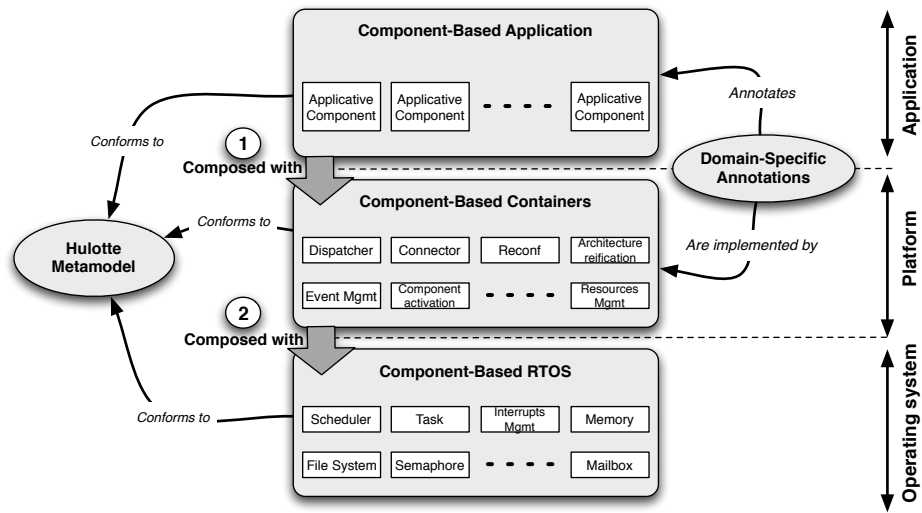 Component-Based Application
Applicative
Component
Applicative
Component
Applicative
Component
Annotates
Application
Conforms to
1
Composed with
Domain-Specific
Annotations
Component-Based Containers
Conforms to
Dispatcher
Connector
Reconf
Architecture
reification
Are implemented by
Platform
Hulotte
Metamodel
Event Mgmt
Component
activation
Resources
Mgmt
2
Composed with
Component-Based RTOS
Conforms to
Scheduler
Task
Interrupts
Mgmt
Memory
File System
Semaphore
Mailbox
Operating system